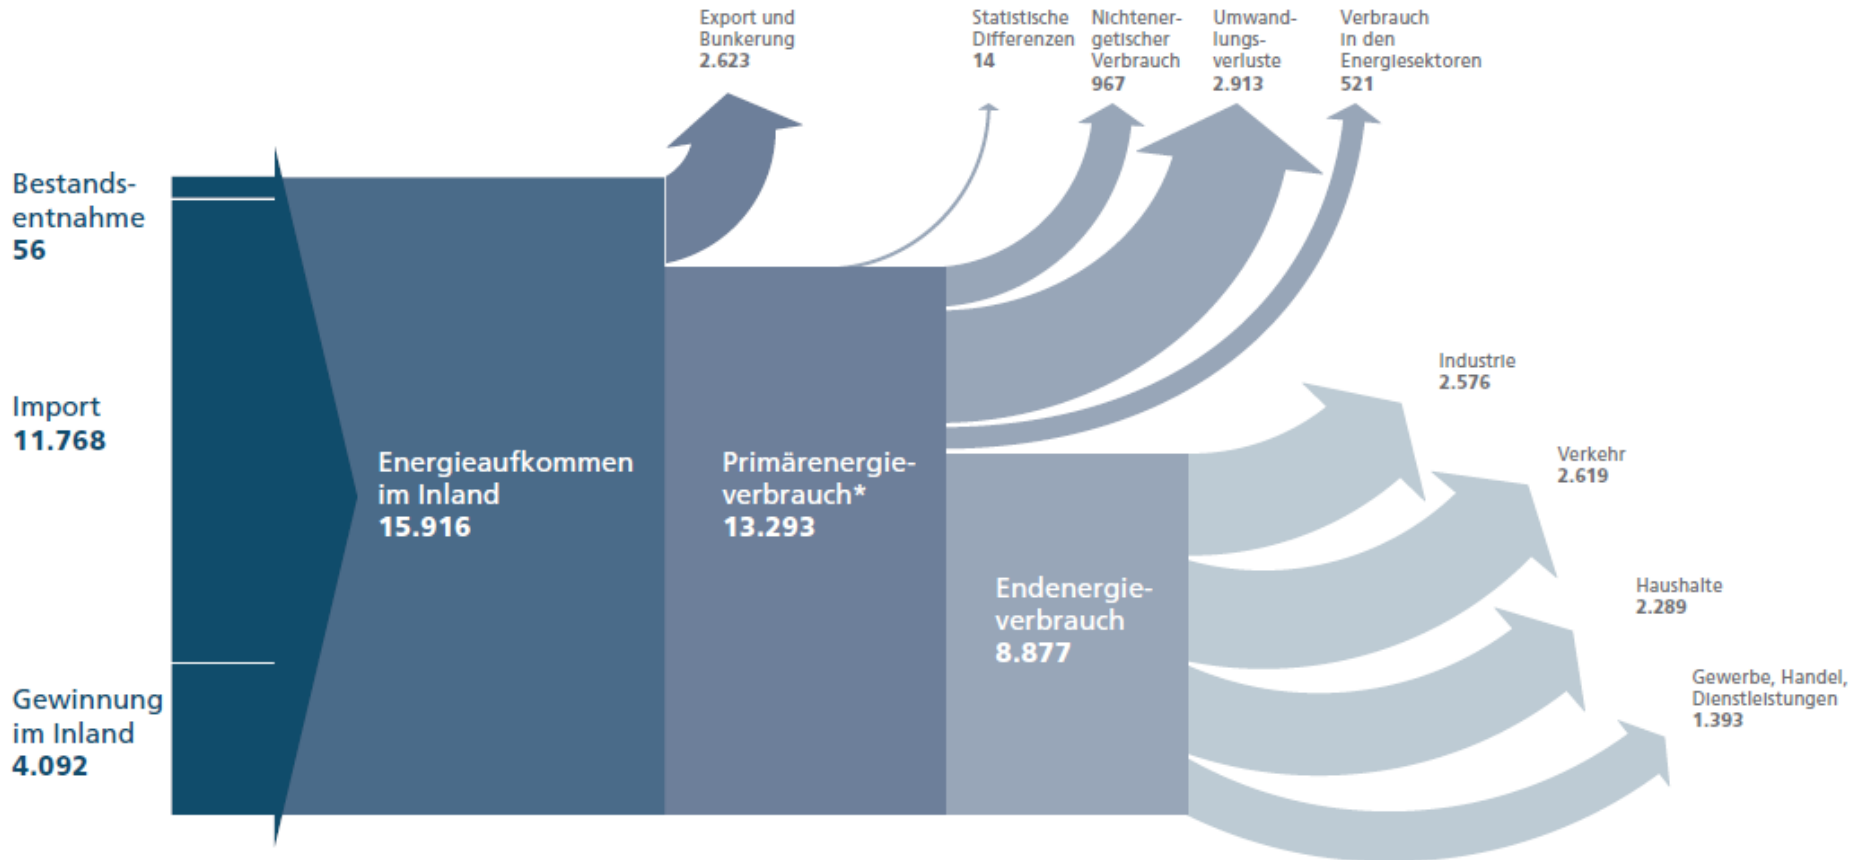 Export und
Bunkerung
2.623
Statistische
Differenzen
14
Nichtener-
getischer
Verbrauch
967
Umwand-
lungs-
verluste
2.913
Verbrauch
in den
Energiesektoren
521
Bestands-
entnahme
56
Import
11.768
Gewinnung
im Inland
4.092
Energieaufkommen
im Inland
15.916
Primärenergie-
verbrauch*
13.293
Endenergie-
verbrauch
8.877
Industrie
2.576
Verkehr
2.619
Haushalte
2.289
Gewerbe, Handel,
Dienstleistungen
1.393